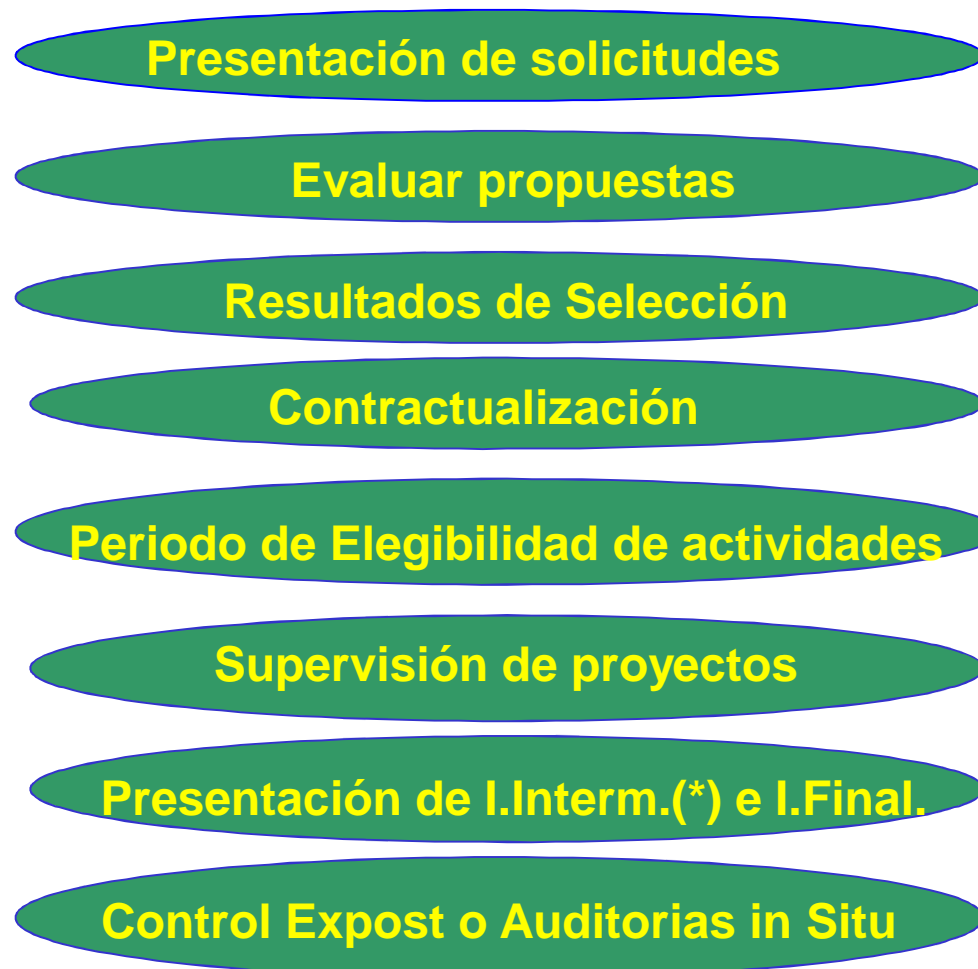 Presentación de solicitudes
Evaluar propuestas
Resultados de Selección
Contractualización
Periodo de Elegibilidad de actividades
Supervisión de proyectos
Presentación de I.Interm.(*) e I.Final.
Control Expost o Auditorias in Situ